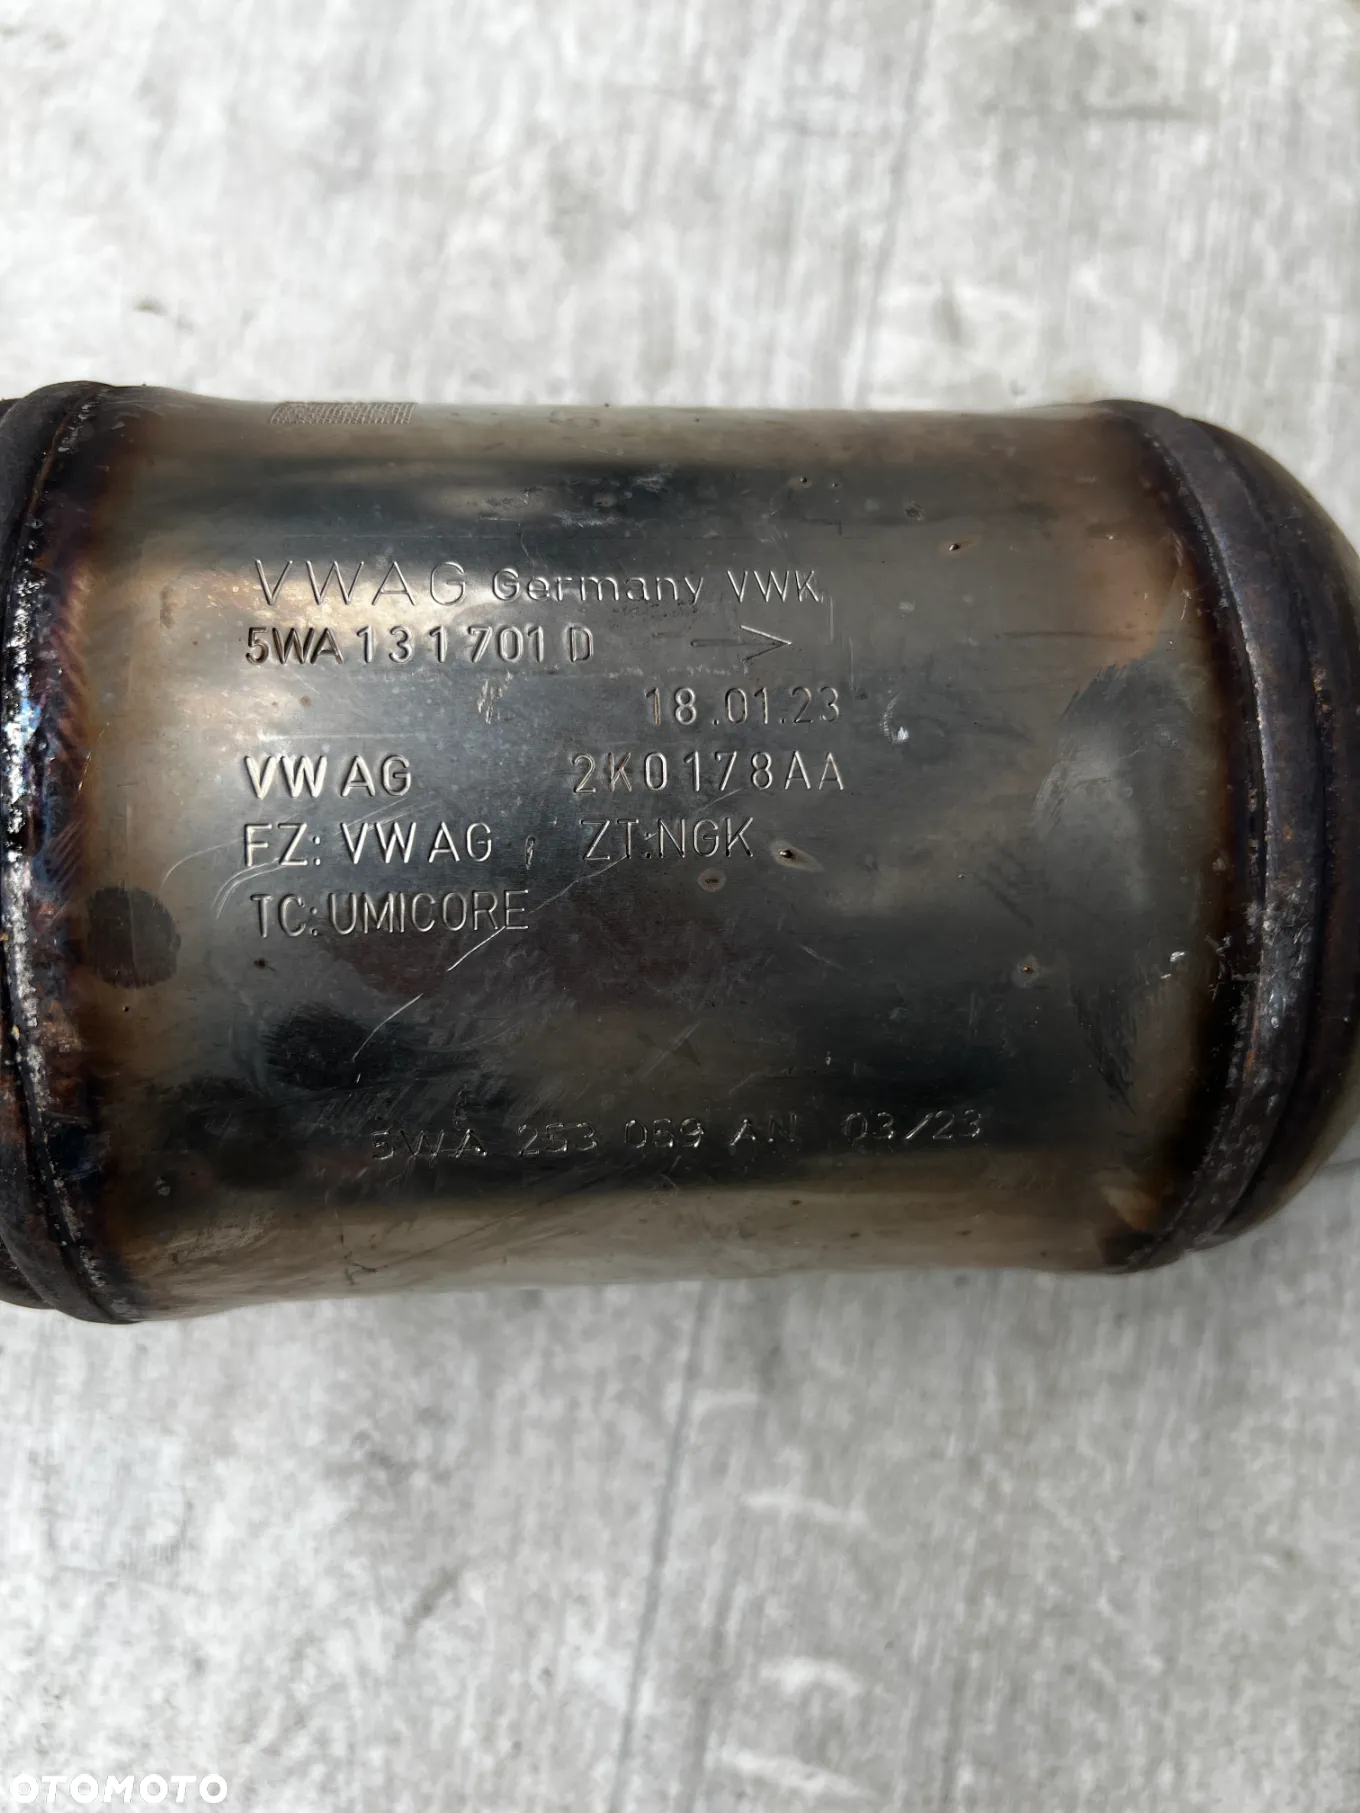 VWAG Germany VWK
5WA 131 701 D
18.01.23
VWAG 2K0178AA
FZ: VWAG ZT:NGK
TC:UMICORE
5WA 253 059 AN 03/23
OTOMOTO